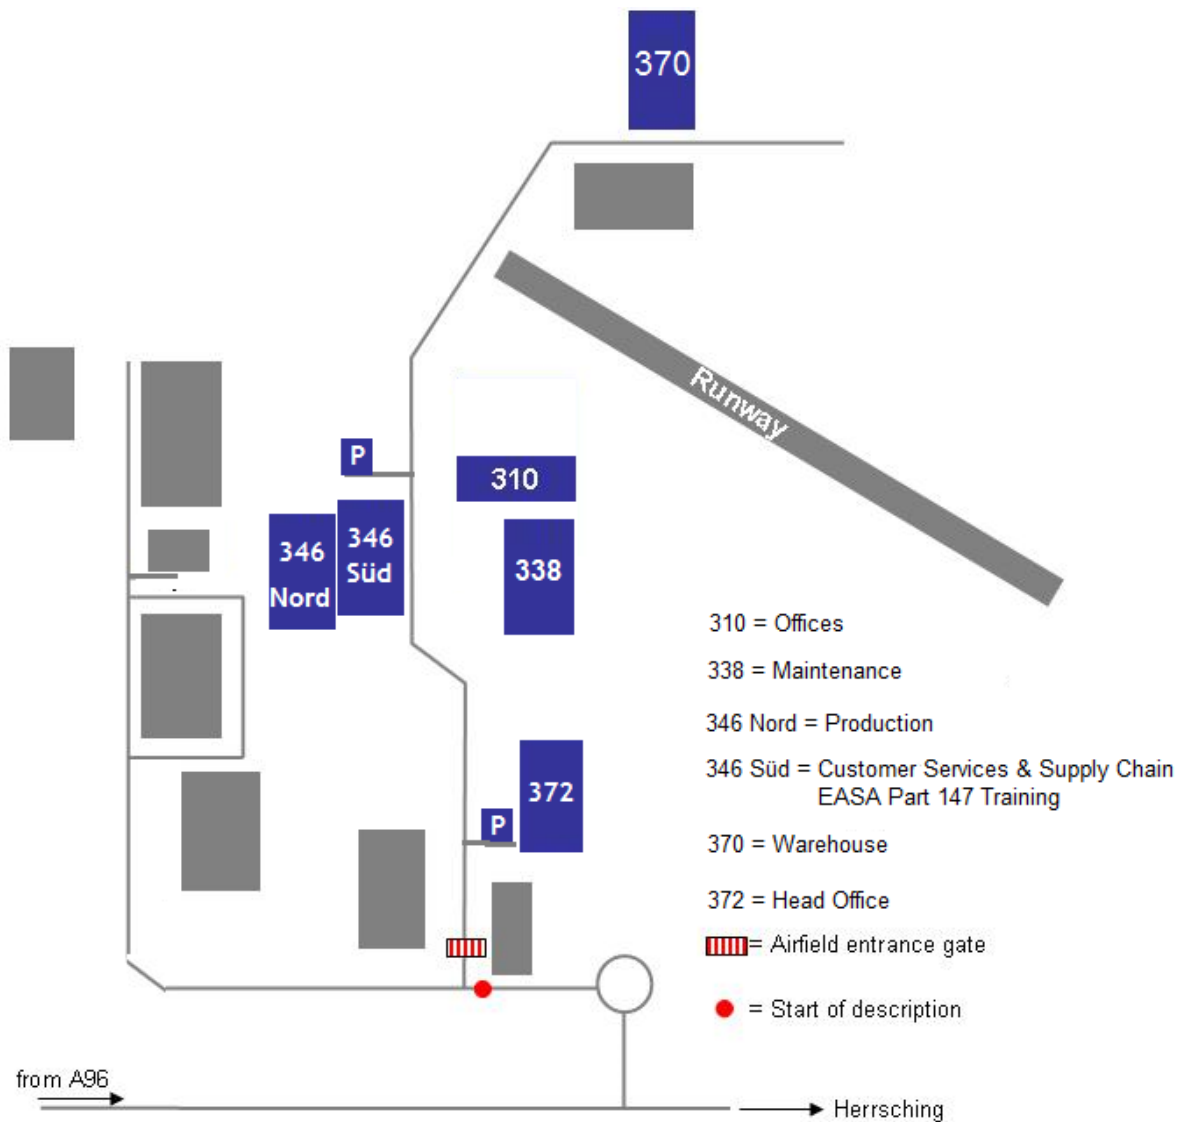 370
Runway
P
310
346
Süd
346
Nord
338
310 = Offices
338 = Maintenance
346 Nord = Production
346 Süd = Customer Services & Supply Chain
EASA Part 147 Training
372
P
370 = Warehouse
372 = Head Office
= Airfield entrance gate
= Start of description
from A96
Herrsching